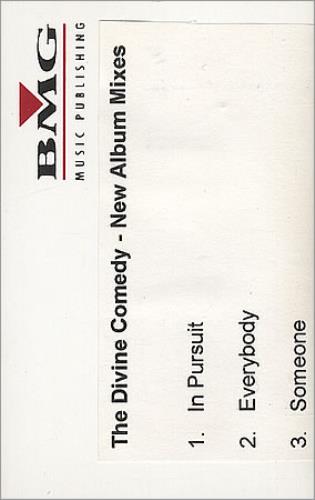 BMG
MUSIC PUBLISHING
The Divine Comedy - New Album Mixes
1. In Pursuit
2. Everybody
3. Someone